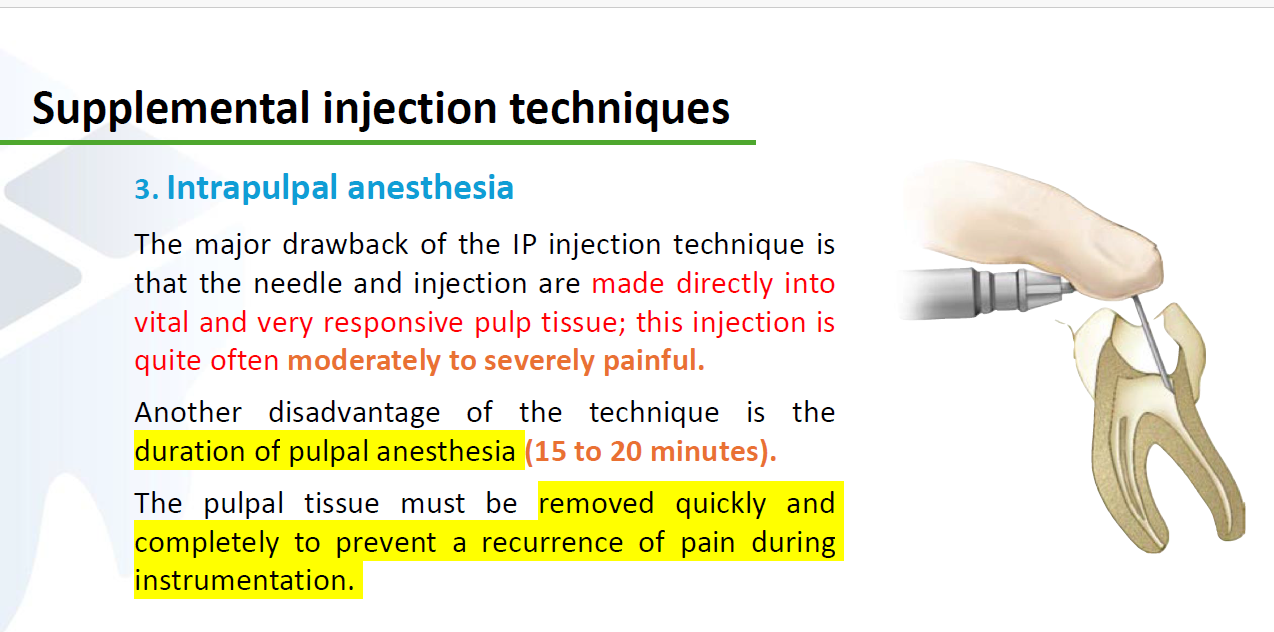 Supplemental injection techniques
3. Intrapulpal anesthesia
The major drawback of the IP injection technique is
that the needle and injection are made directly into
vital and very responsive pulp tissue; this injection is
quite often moderately to severely painful.
Another disadvantage of the technique is the
duration of pulpal anesthesia (15 to 20 minutes).
The pulpal tissue must be removed quickly and
completely to prevent a recurrence of pain during
instrumentation.